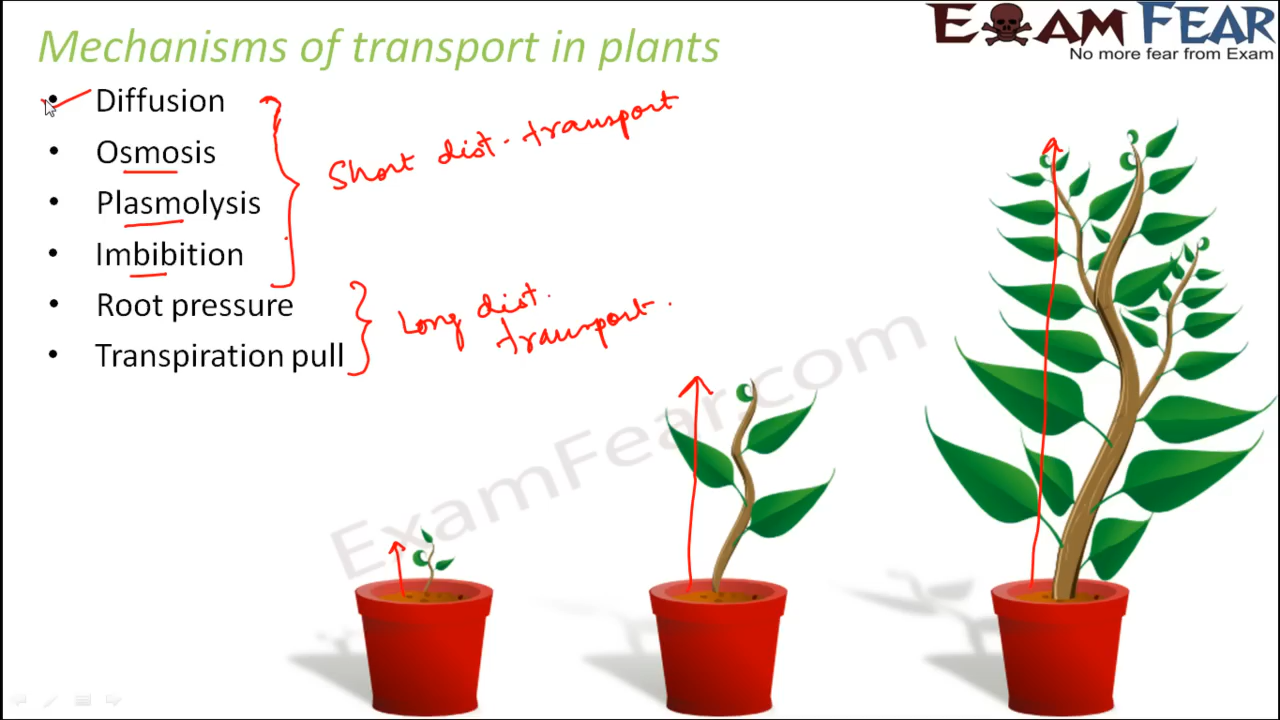 Mechanisms of transport in plants
EXAM FEAR
No more fear from Exam
• Diffusion
• Osmosis
• Plasmolysis
• Imbibition
• Root pressure
• Transpiration pull
Short dist. transport
Long dist.
transport.
ExamFear.com